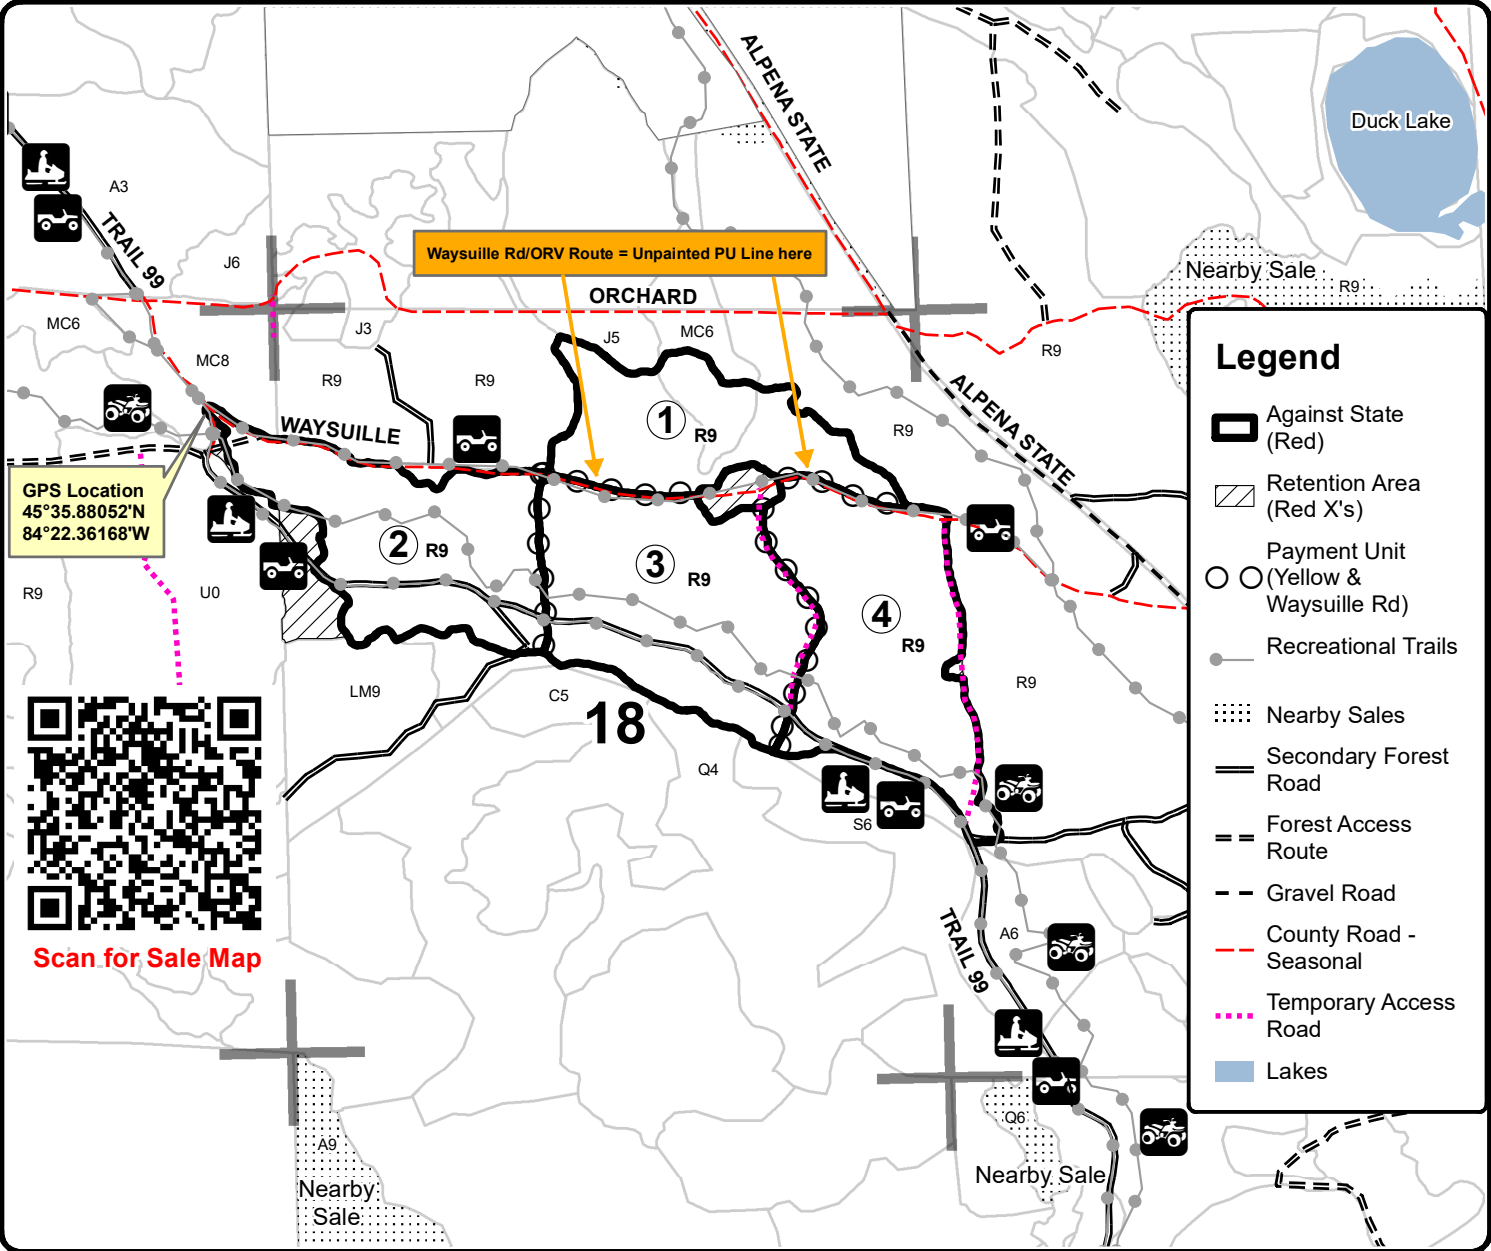 ALPENA STATE
Duck Lake
A3
TRAIL 99
J6
Waysuille Rd/ORV Route = Unpainted PU Line here
Nearby Sale
R9
ORCHARD
MC6
J3
J5
MC6
R9
MC8
R9
R9
ALPENA STATE
WAYSUILLE
1
R9
R9
GPS Location
45°35.88052'N
84°22.36168'W
2
R9
3
R9
4
R9
R9
U0
R9
LM9
C5
18
Q4
S6
Scan for Sale Map
TRAIL 99
A6
A9
Nearby
Sale
Q6
Nearby Sale
Legend
Against State
(Red)
Retention Area
(Red X's)
Payment Unit
(Yellow &
Waysuille Rd)
Recreational Trails
Nearby Sales
Secondary Forest
Road
Forest Access
Route
Gravel Road
County Road -
Seasonal
Temporary Access
Road
Lakes